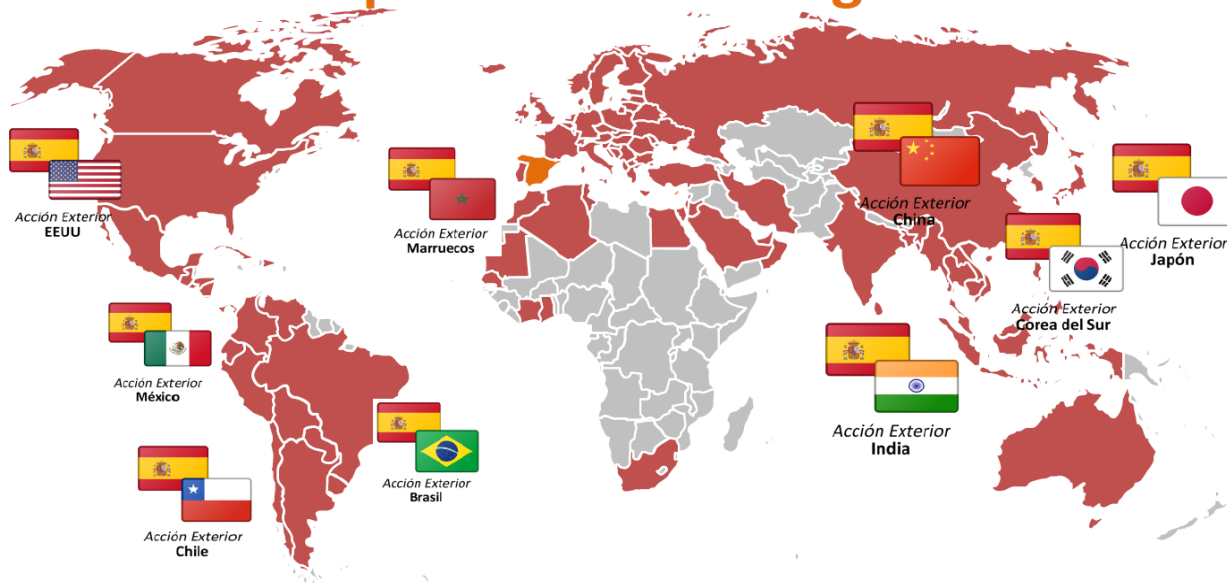 Acción Exterior
EEUU
Acción Exterior
Marruecos
Acción Exterior
China
Acción Exterior
Japón
Acción Exterior
Corea del Sur
Acción Exterior
México
Acción Exterior
India
Acción Exterior
Brasil
Acción Exterior
Chile